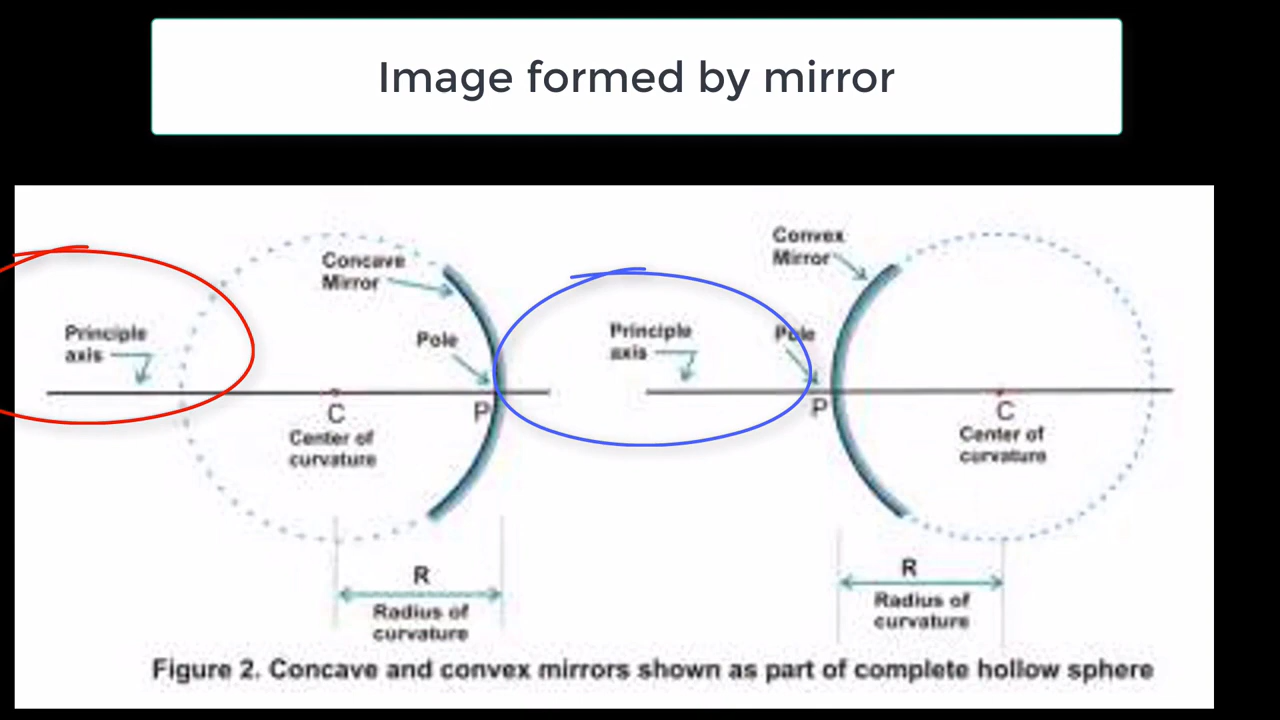 Image formed by mirror
Concave
Mirror
Principle
axis
Pole
C
P
Center of
curvature
R
Radius of
curvature
Convex
Mirror
Principle
axis
Pole
P
C
Center of
curvature
R
Radius of
curvature
Figure 2. Concave and convex mirrors shown as part of complete hollow sphere